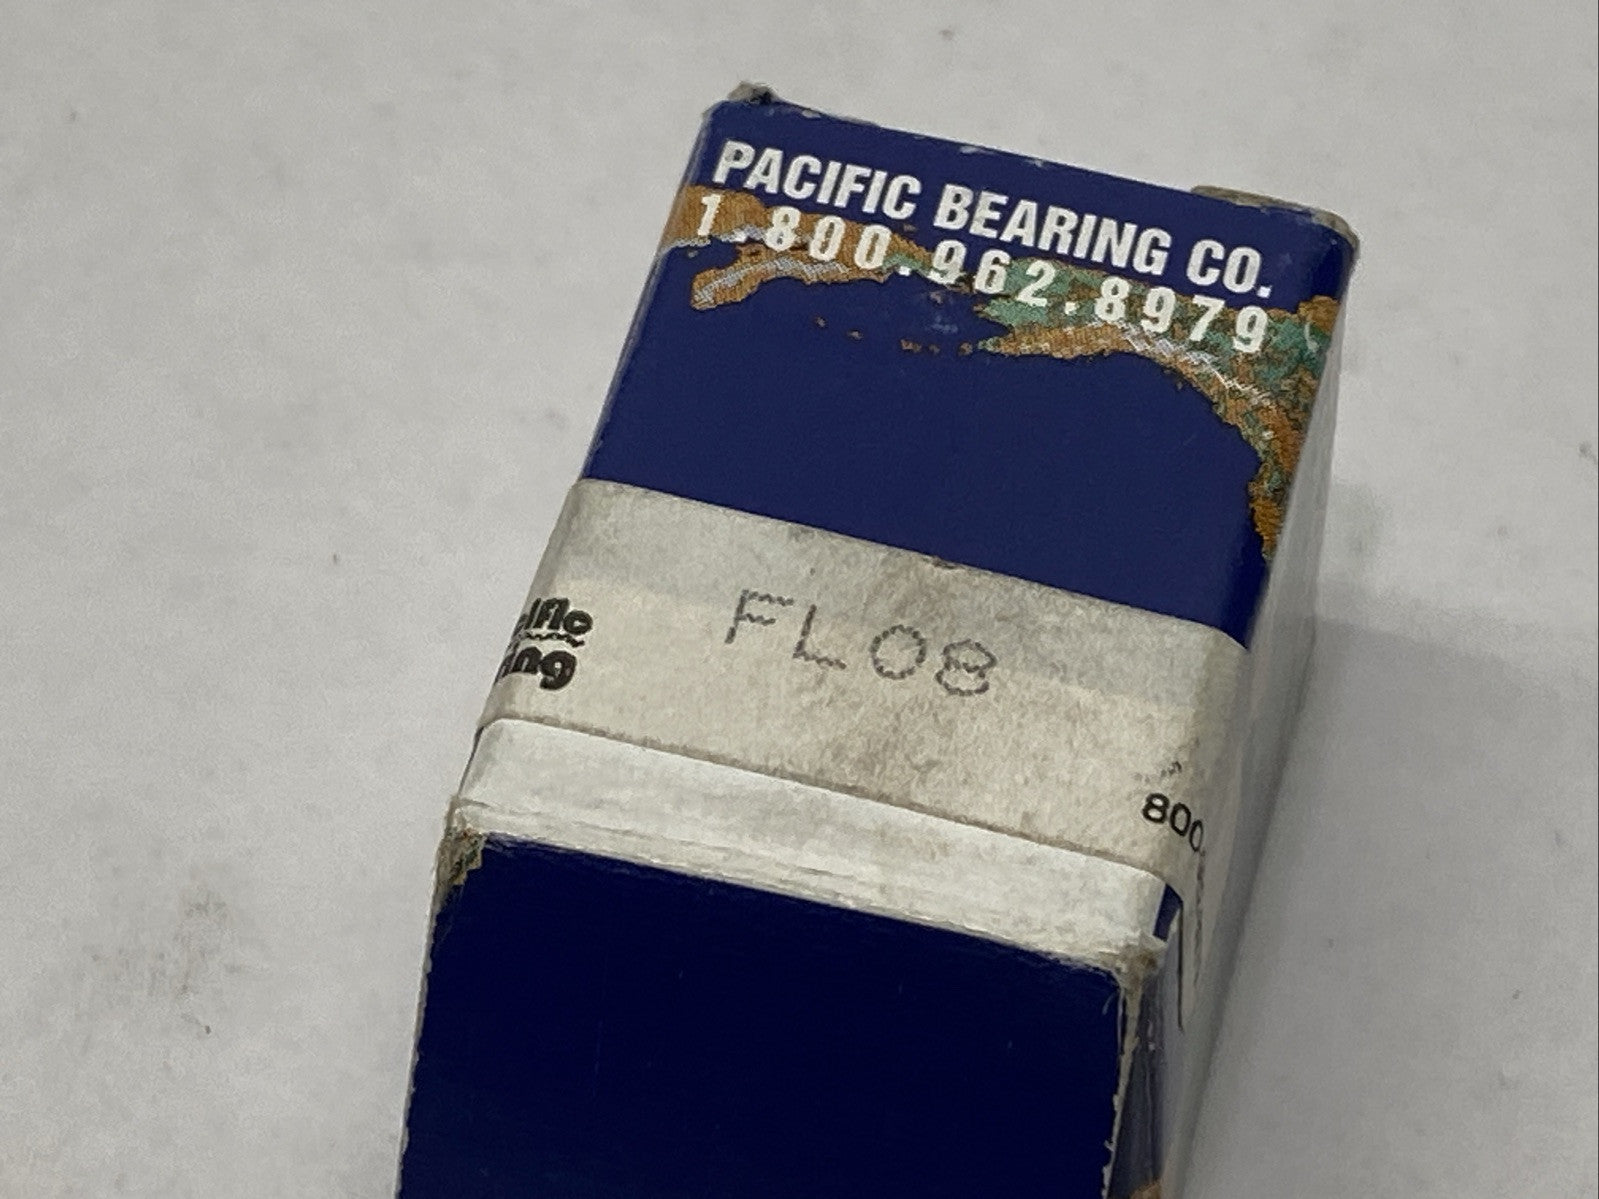 PACIFIC BEARING CO.
1.800.962.8979
FL08
800